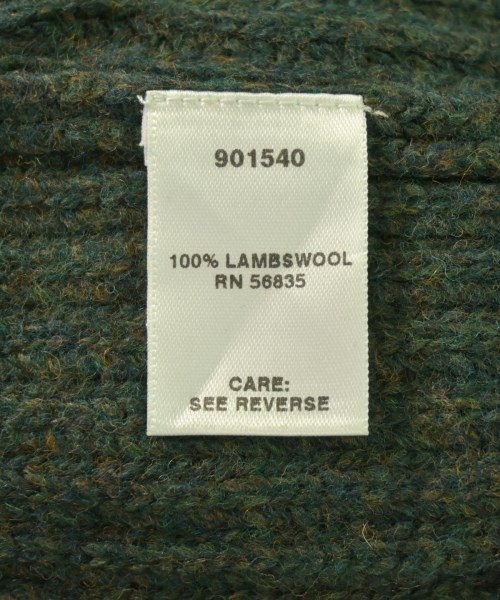 901540
100% LAMBSWOOL
RN 56835
CARE:
SEE REVERSE